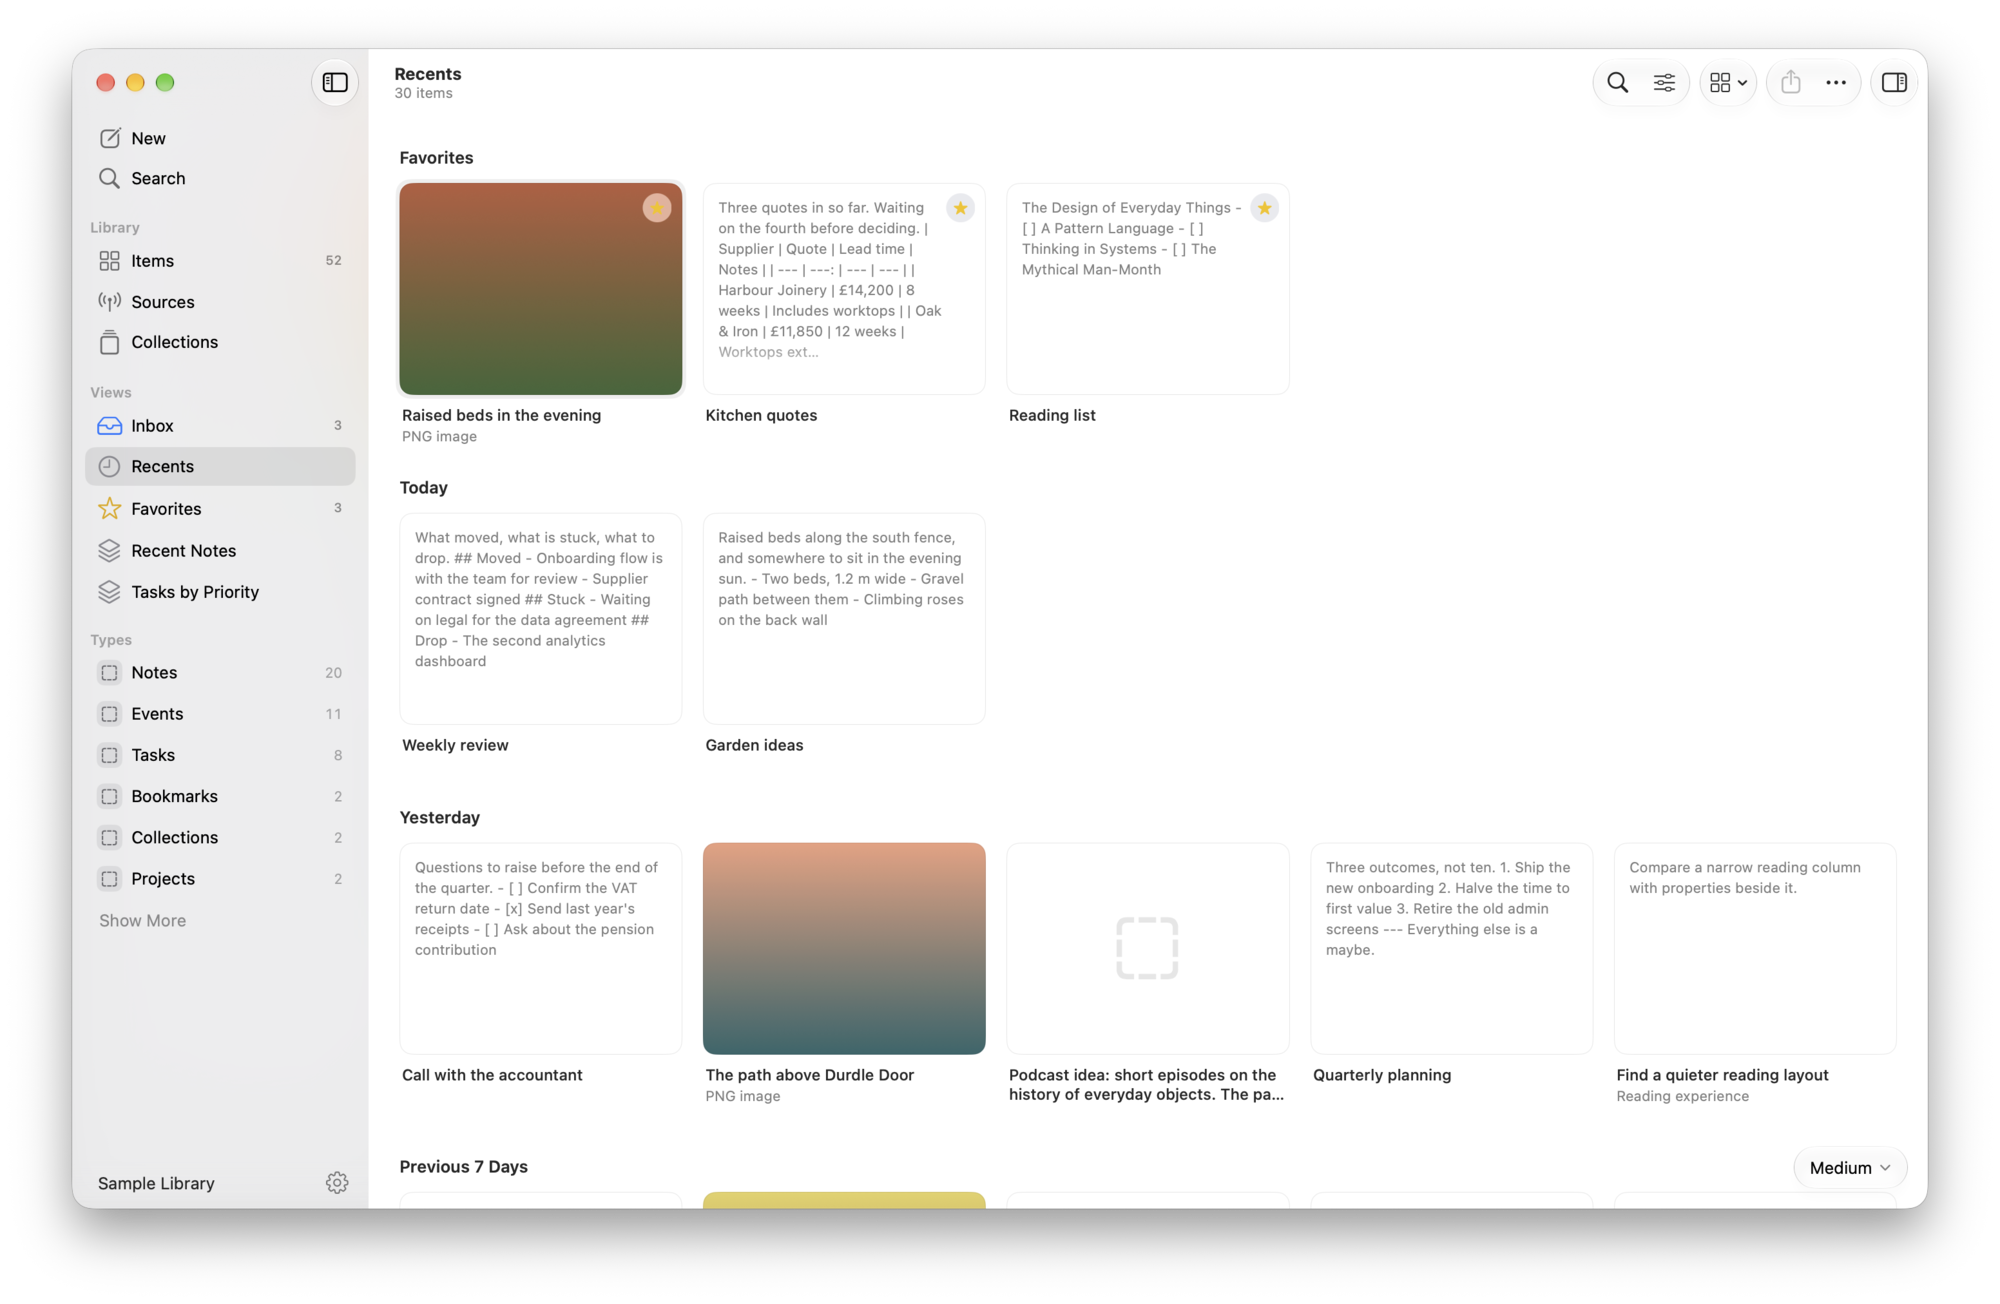 Recents
30 items
New
Search
Library
Items 52
Sources
Collections
Views
Inbox 3
Recents
Favorites 3
Recent Notes
Tasks by Priority
Types
Notes 20
Events 11
Tasks 8
Bookmarks 2
Collections 2
Projects 2
Show More
Sample Library
Favorites
Raised beds in the evening
PNG image
Three quotes in so far. Waiting
on the fourth before deciding. |
Supplier | Quote | Lead time |
Notes | | --- | ---: | --- | --- | |
Harbour Joinery | £14,200 | 8
weeks | Includes worktops | | Oak
& Iron | £11,850 | 12 weeks |
Worktops ext...
Kitchen quotes
The Design of Everyday Things -
[ ] A Pattern Language - [ ]
Thinking in Systems - [ ] The
Mythical Man-Month
Reading list
Today
What moved, what is stuck, what to
drop. ## Moved - Onboarding flow is
with the team for review - Supplier
contract signed ## Stuck - Waiting
on legal for the data agreement ##
Drop - The second analytics
dashboard
Weekly review
Raised beds along the south fence,
and somewhere to sit in the evening
sun. - Two beds, 1.2 m wide - Gravel
path between them - Climbing roses
on the back wall
Garden ideas
Yesterday
Questions to raise before the end of
the quarter. - [ ] Confirm the VAT
return date - [x] Send last year's
receipts - [ ] Ask about the pension
contribution
Call with the accountant
The path above Durdle Door
PNG image
Podcast idea: short episodes on the
history of everyday objects. The pa...
Three outcomes, not ten. 1. Ship the
new onboarding 2. Halve the time to
first value 3. Retire the old admin
screens --- Everything else is a
maybe.
Quarterly planning
Compare a narrow reading column
with properties beside it.
Find a quieter reading layout
Reading experience
Previous 7 Days
Medium